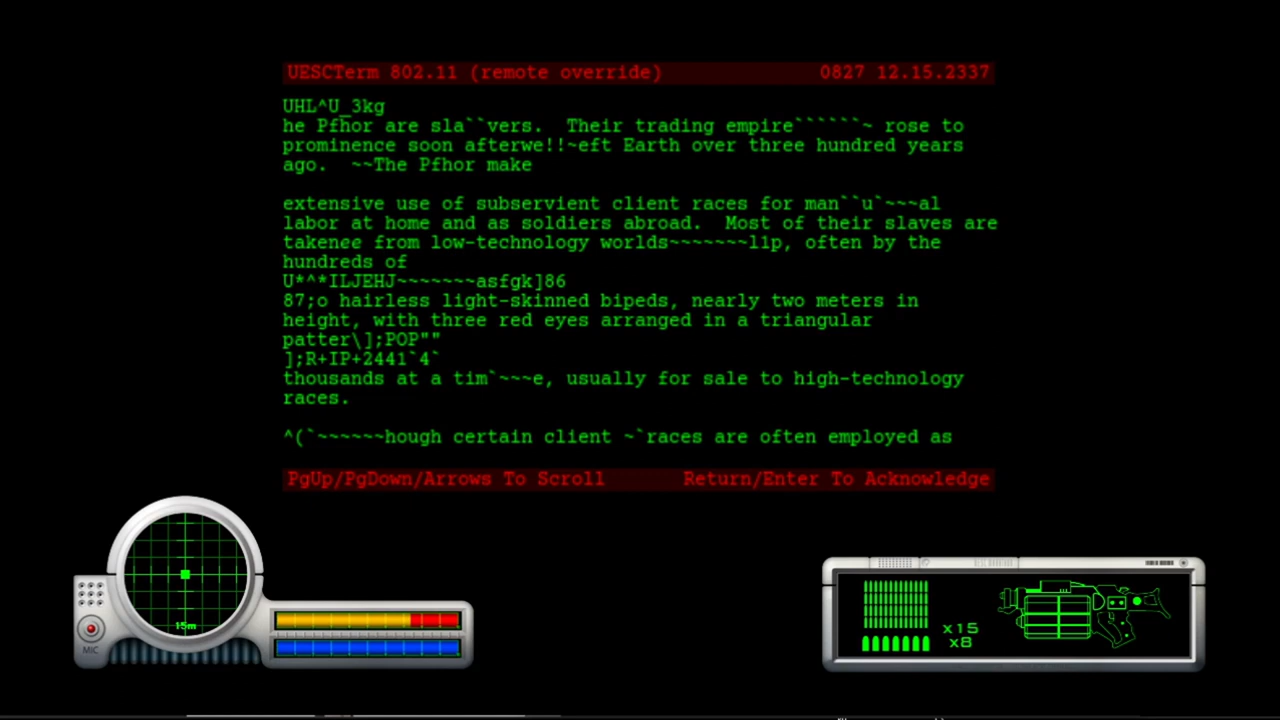 UESCTerm 802.11 (remote override) 0827 12.15.2337
UHL^U_3kg
he Pfhor are sla``vers.  Their trading empire``````~ rose to
prominence soon afterwe!!~eft Earth over three hundred years
ago.  ~~The Pfhor make
extensive use of subservient client races for man``u`~~~al
labor at home and as soldiers abroad.  Most of their slaves are
takenee from low-technology worlds~~~~~~~l1p, often by the
hundreds of
U*^*ILJEHJ~~~~~~~asfgk]86
87;o hairless light-skinned bipeds, nearly two meters in
height, with three red eyes arranged in a triangular
patter\];POP""
];R+IP+2441`4`
thousands at a tim`~~~e, usually for sale to high-technology
races.
^(`~~~~~~hough certain client ~`races are often employed as
PgUp/PgDown/Arrows To Scroll Return/Enter To Acknowledge
15m
MIC
x15
x8